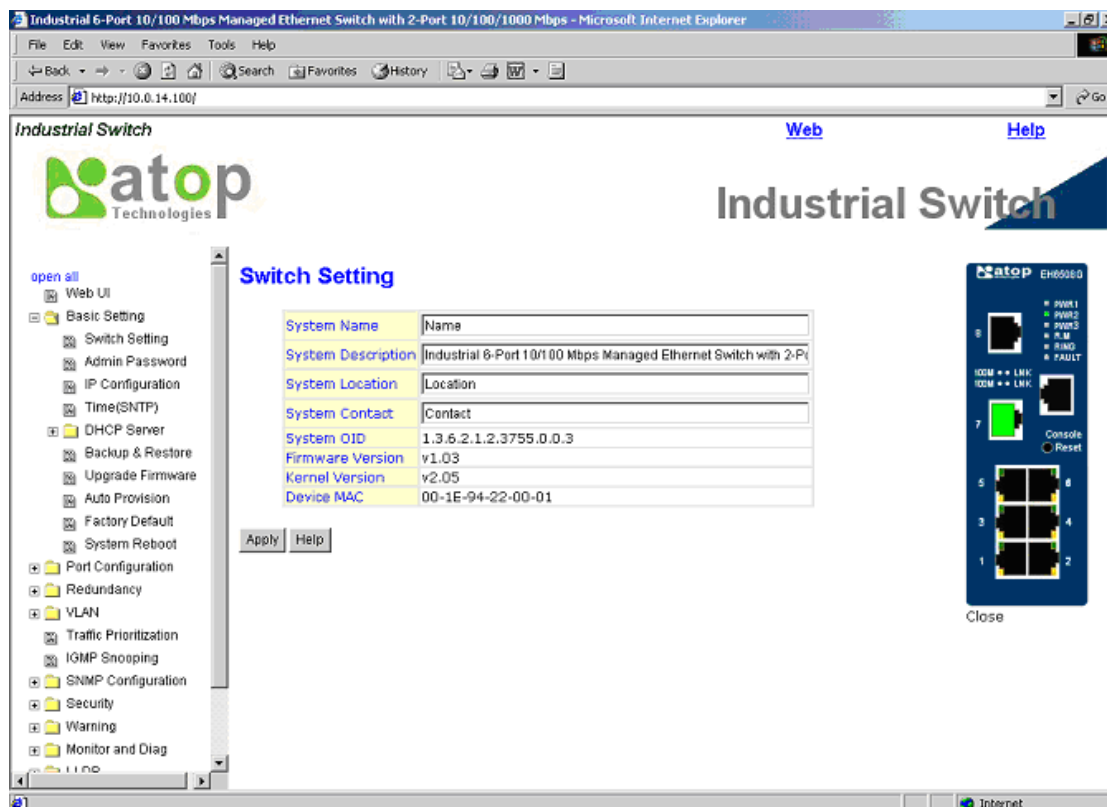 Industrial 6-Port 10/100 Mbps Managed Ethernet Switch with 2-Port 10/100/1000 Mbps - Microsoft Internet Explorer
File Edit View Favorites Tools Help
Back Search Favorites History
Address http://10.0.14.100/ Go
Industrial Switch Web Help
atop
Technologies
Industrial Switch
open all
Web UI
Basic Setting
Switch Setting
Admin Password
IP Configuration
Time(SNTP)
DHCP Server
Backup & Restore
Upgrade Firmware
Auto Provision
Factory Default
System Reboot
Port Configuration
Redundancy
VLAN
Traffic Prioritization
IGMP Snooping
SNMP Configuration
Security
Warning
Monitor and Diag
LLDP
Switch Setting
System Name Name
System Description Industrial 6-Port 10/100 Mbps Managed Ethernet Switch with 2-P
System Location Location
System Contact Contact
System OID 1.3.6.2.1.2.3755.0.0.3
Firmware Version v1.03
Kernel Version v2.05
Device MAC 00-1E-94-22-00-01
Apply Help
atop
PWR1
PWR2
PWR3
R.M
RING
FAULT
8
100M LNK
100M LNK
7
Console
Reset
5 6
3 4
1 2
Close
Internet